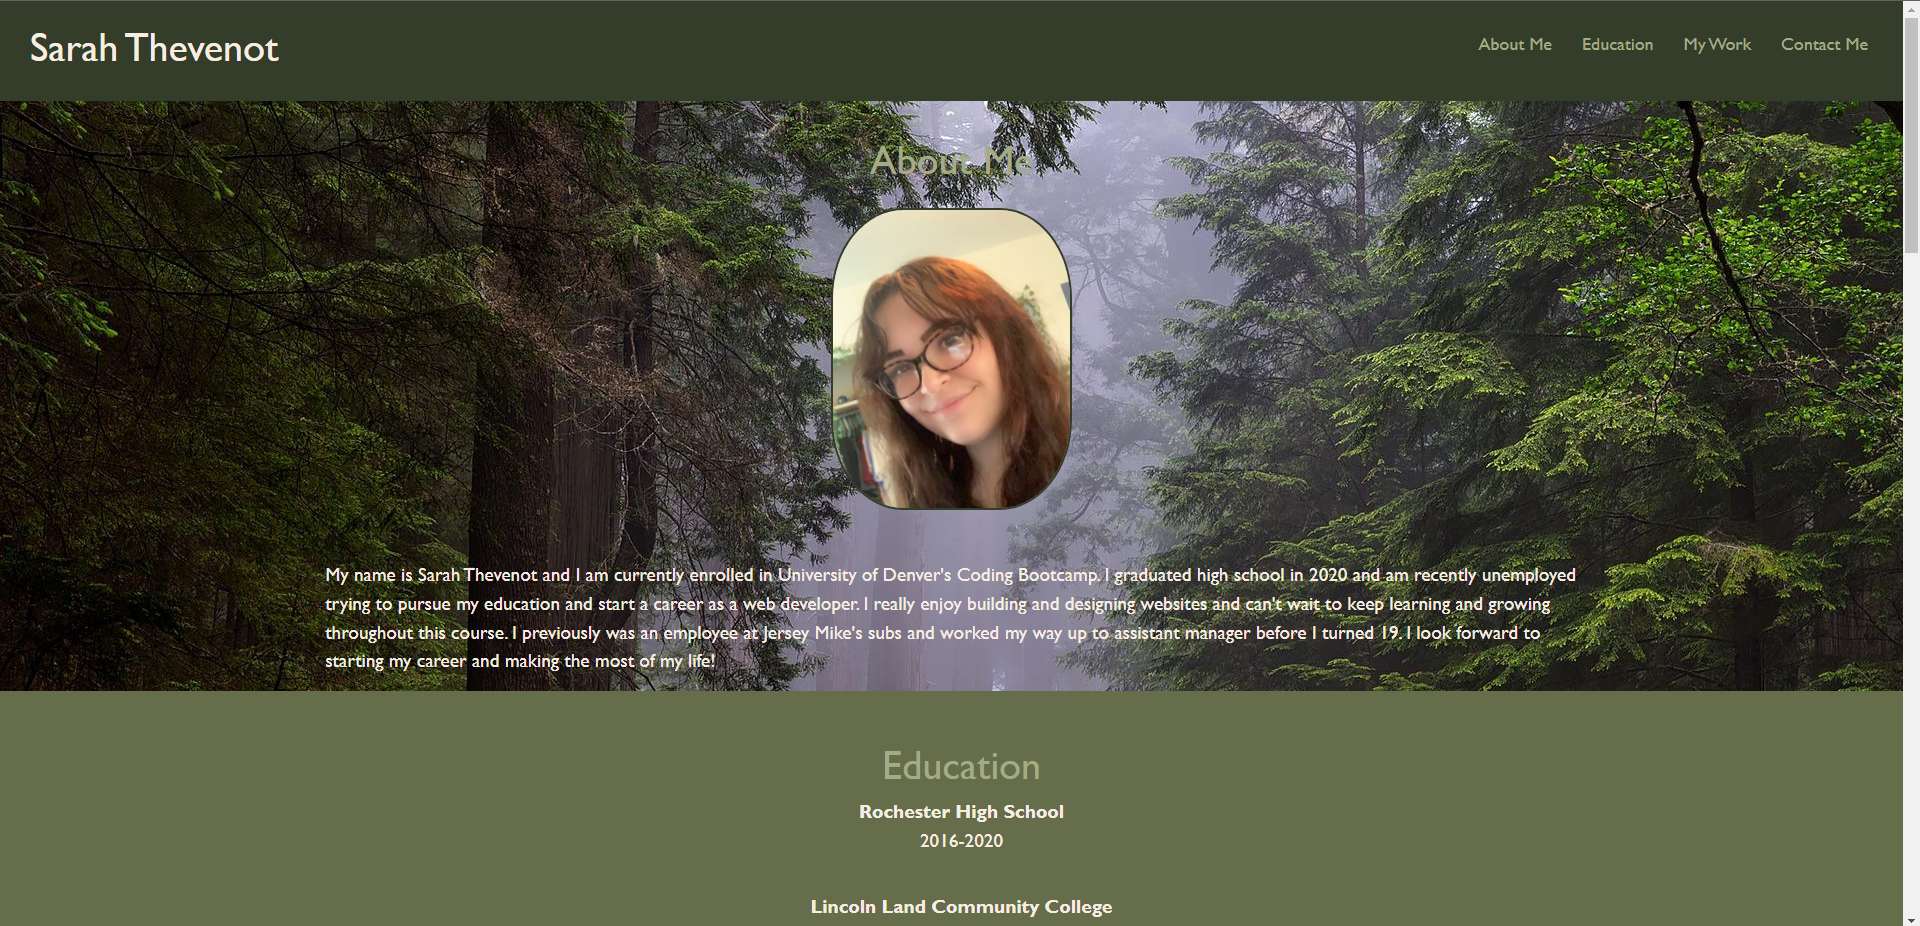 Sarah Thevenot
About Me Education My Work Contact Me
About Me
My name is Sarah Thevenot and I am currently enrolled in University of Denver's Coding Bootcamp. I graduated high school in 2020 and am recently unemployed
trying to pursue my education and start a career as a web developer. I really enjoy building and designing websites and can't wait to keep learning and growing
throughout this course. I previously was an employee at Jersey Mike's subs and worked my way up to assistant manager before I turned 19. I look forward to
starting my career and making the most of my life!
Education
Rochester High School
2016-2020
Lincoln Land Community College